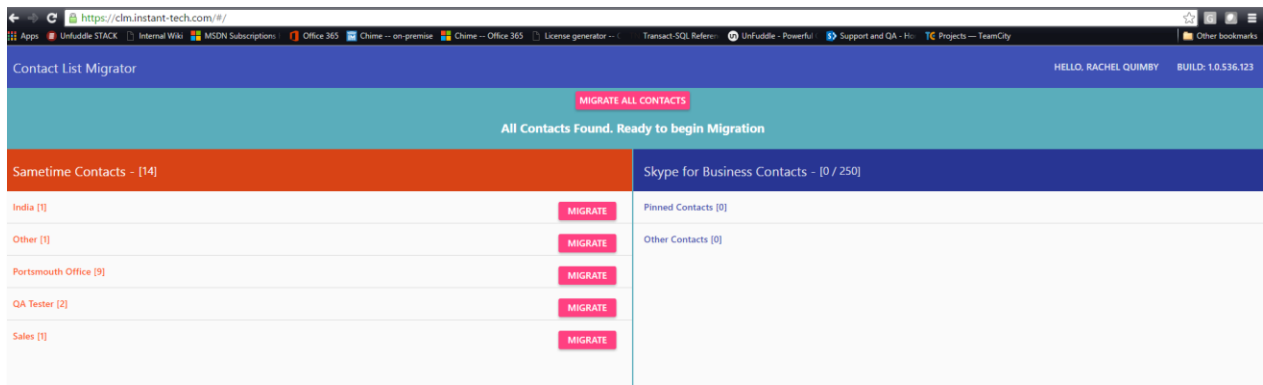 https://clm.instant-tech.com/#/
Apps Unfuddle STACK Internal Wiki MSDN Subscriptions Office 365 Chime -- on-premise Chime -- Office 365 License generator -- Transact-SQL Referen UnFuddle - Powerful Support and QA - Ho Projects — TeamCity Other bookmarks
Contact List Migrator HELLO, RACHEL QUIMBY BUILD: 1.0.536.123
MIGRATE ALL CONTACTS
All Contacts Found. Ready to begin Migration
Sametime Contacts - [14]
India [1] MIGRATE
Other [1] MIGRATE
Portsmouth Office [9] MIGRATE
QA Tester [2] MIGRATE
Sales [1] MIGRATE
Skype for Business Contacts - [0 / 250]
Pinned Contacts [0]
Other Contacts [0]